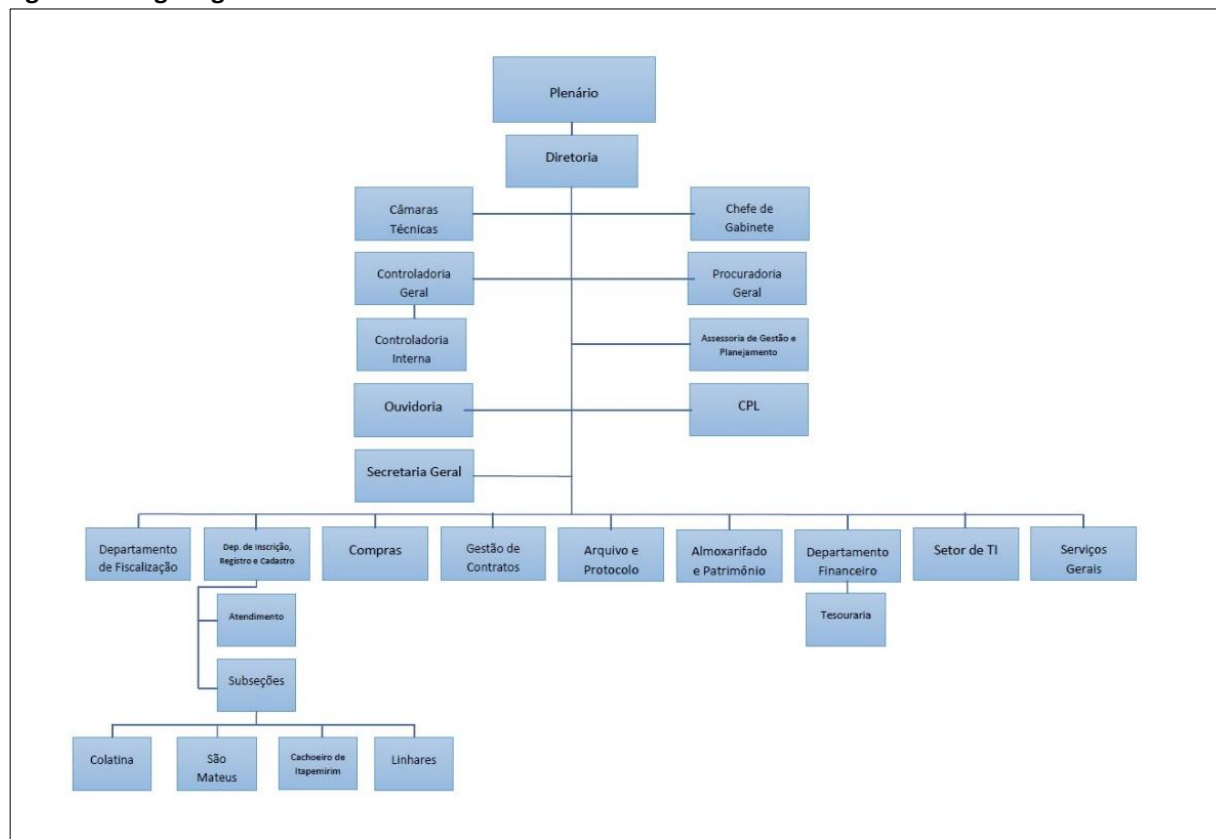 Plenário
Diretoria
Câmaras
Técnicas
Chefe de
Gabinete
Controladoria
Geral
Procuradoria
Geral
Controladoria
Interna
Assessoria de Gestão e
Planejamento
Ouvidoria
CPL
Secretaria Geral
Departamento
de Fiscalização
Dep. de Inscrição,
Registro e Cadastro
Compras
Gestão de
Contratos
Arquivo e
Protocolo
Almoxarifado
e Patrimônio
Departamento
Financeiro
Setor de TI
Serviços
Gerais
Atendimento
Tesouraria
Subseções
Colatina
São
Mateus
Cachoeiro de
Itapemirim
Linhares